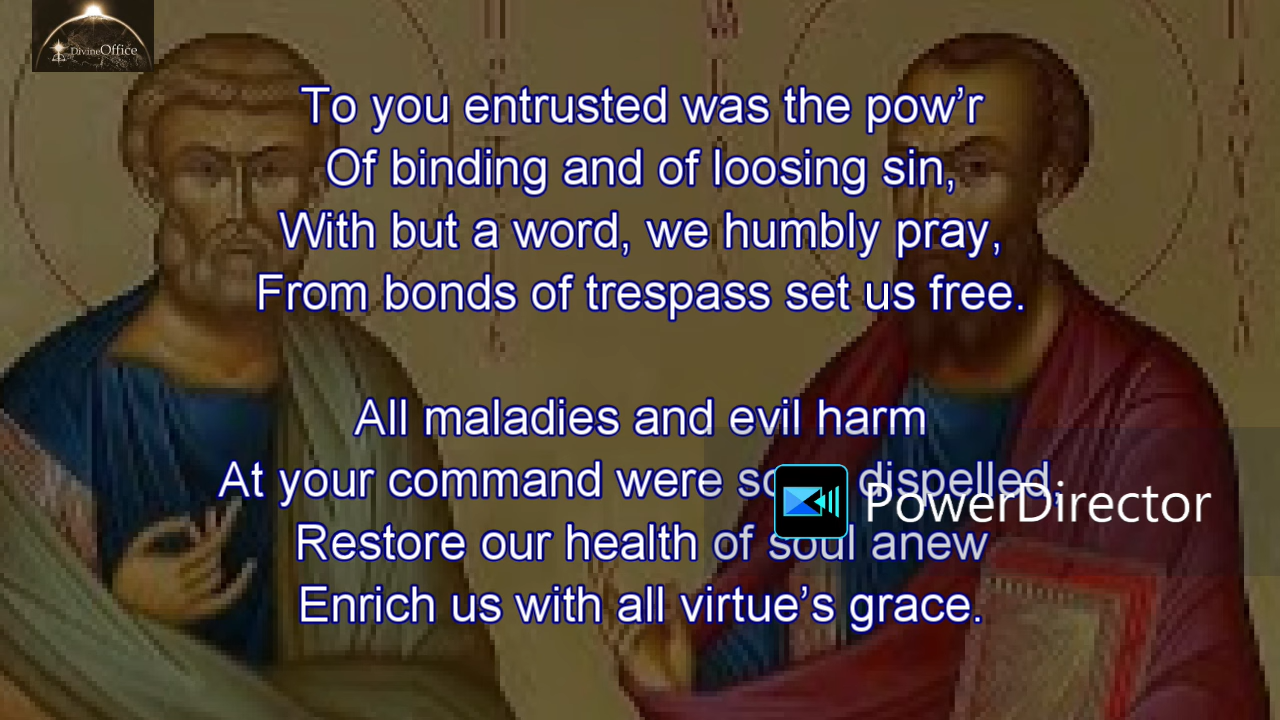 DivineOffice
To you entrusted was the pow’r
Of binding and of loosing sin,
With but a word, we humbly pray,
From bonds of trespass set us free.
All maladies and evil harm
At your command were dispelled,
Restore our health of soul anew
Enrich us with all virtue’s grace.
PowerDirector